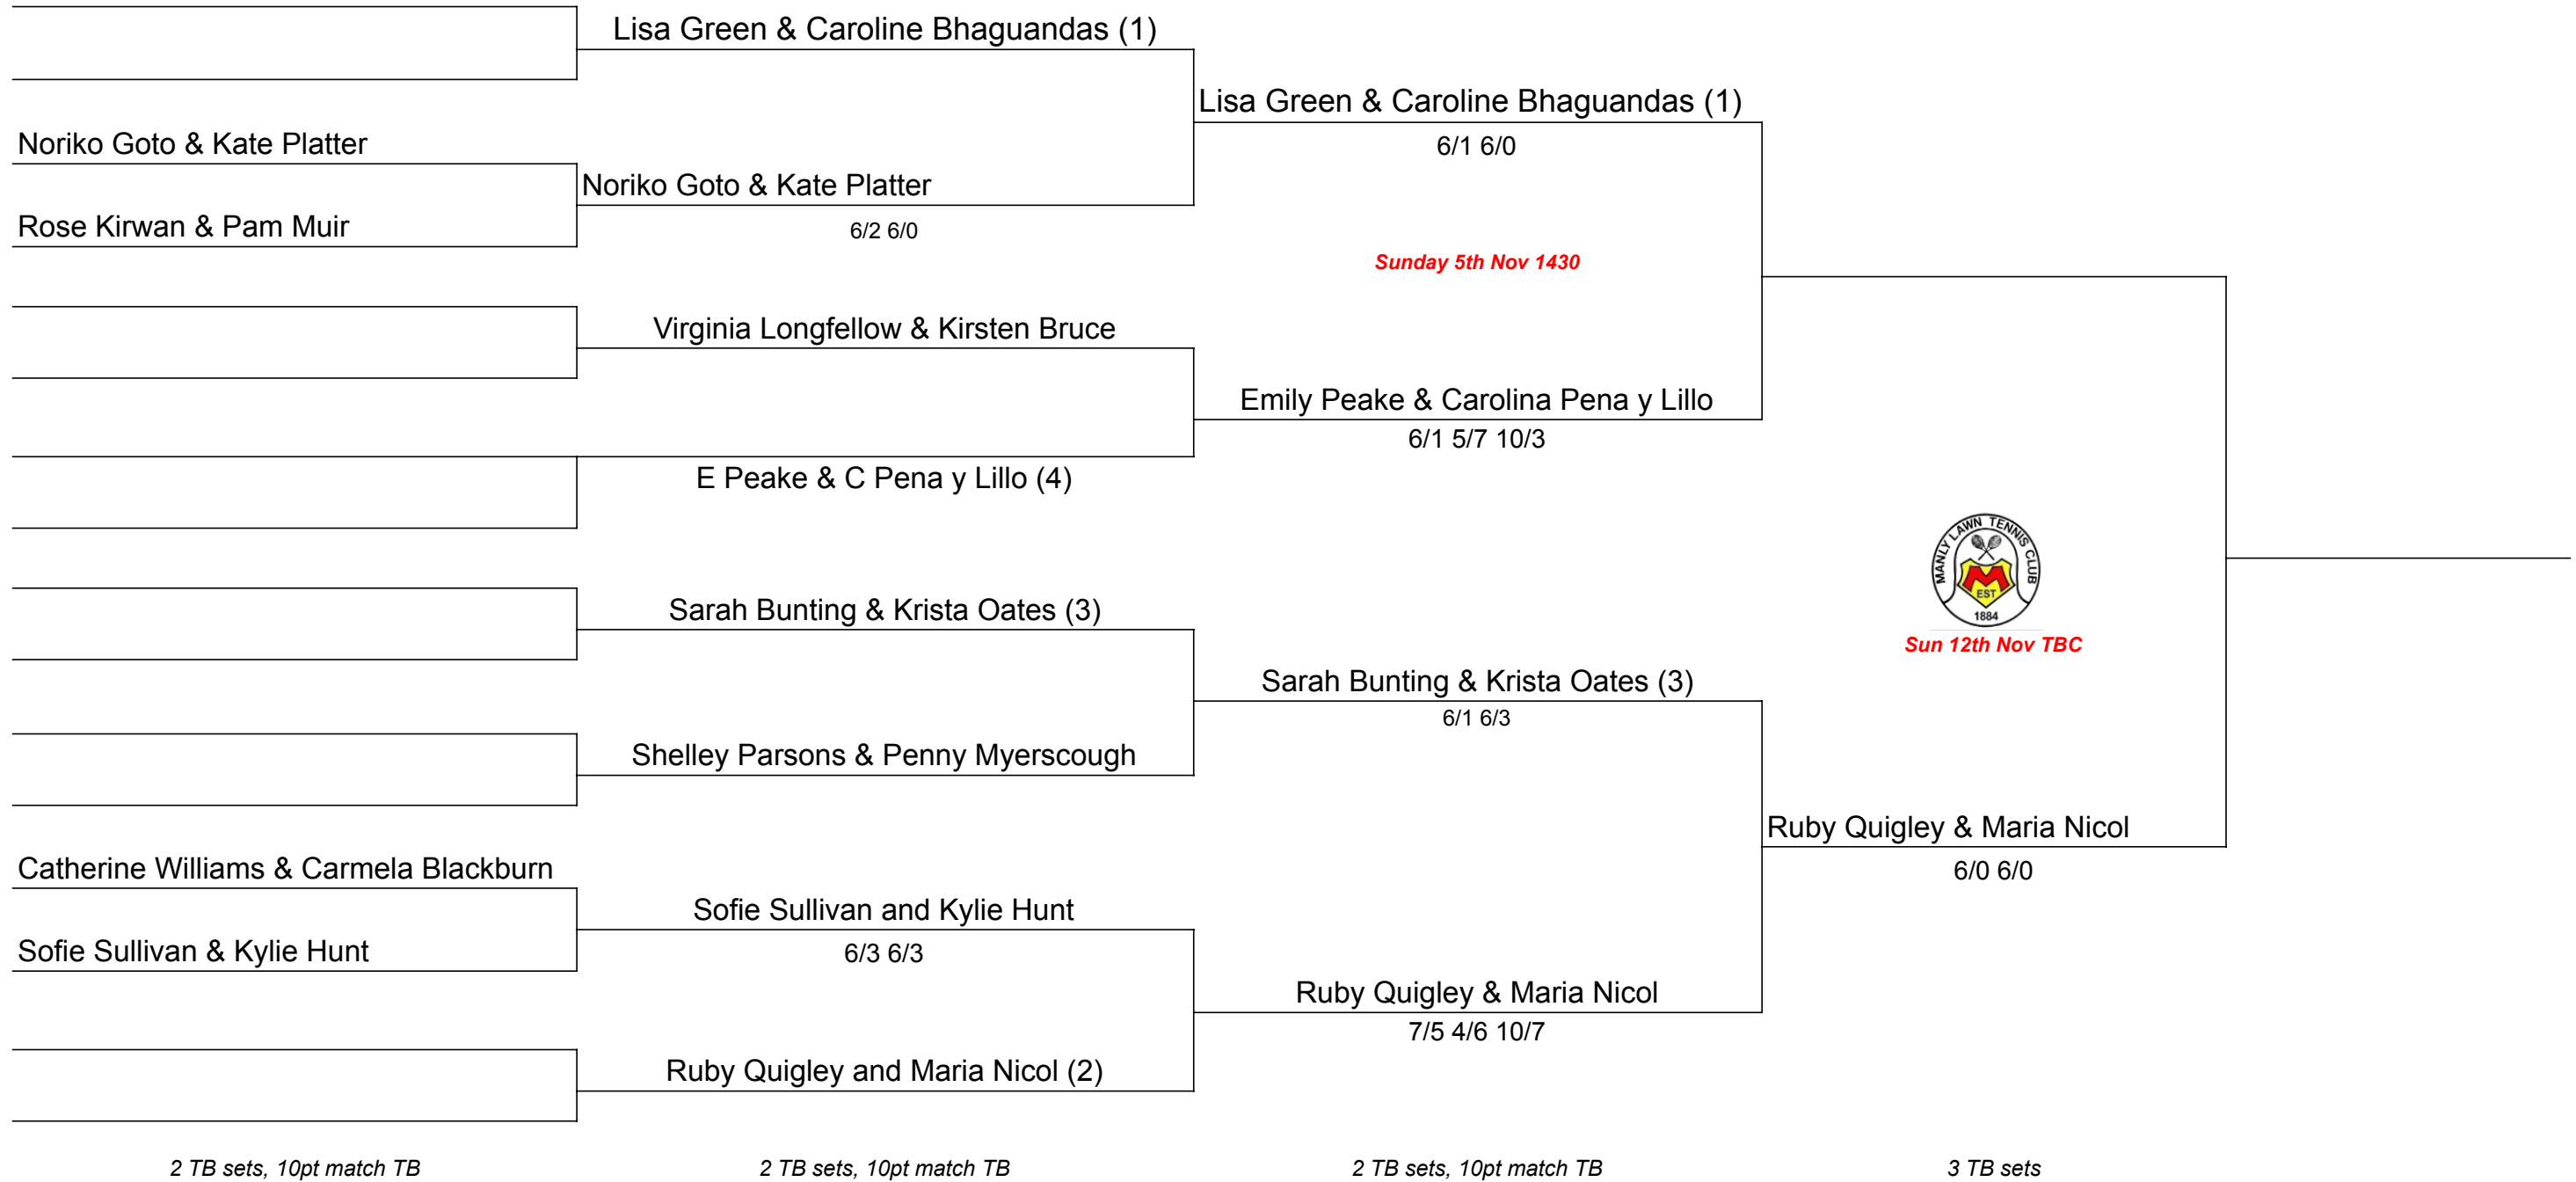 Lisa Green & Caroline Bhaguandas (1)
Lisa Green & Caroline Bhaguandas (1)
6/1 6/0
Noriko Goto & Kate Platter
Noriko Goto & Kate Platter
Rose Kirwan & Pam Muir
6/2 6/0
Sunday 5th Nov 1430
Virginia Longfellow & Kirsten Bruce
Emily Peake & Carolina Pena y Lillo
6/1 5/7 10/3
E Peake & C Pena y Lillo (4)
MANLY LAWN TENNIS CLUB
M
EST
1884
Sun 12th Nov TBC
Sarah Bunting & Krista Oates (3)
Sarah Bunting & Krista Oates (3)
6/1 6/3
Shelley Parsons & Penny Myerscough
Ruby Quigley & Maria Nicol
6/0 6/0
Catherine Williams & Carmela Blackburn
Sofie Sullivan and Kylie Hunt
Sofie Sullivan & Kylie Hunt
6/3 6/3
Ruby Quigley & Maria Nicol
7/5 4/6 10/7
Ruby Quigley and Maria Nicol (2)
2 TB sets, 10pt match TB
2 TB sets, 10pt match TB
2 TB sets, 10pt match TB
3 TB sets